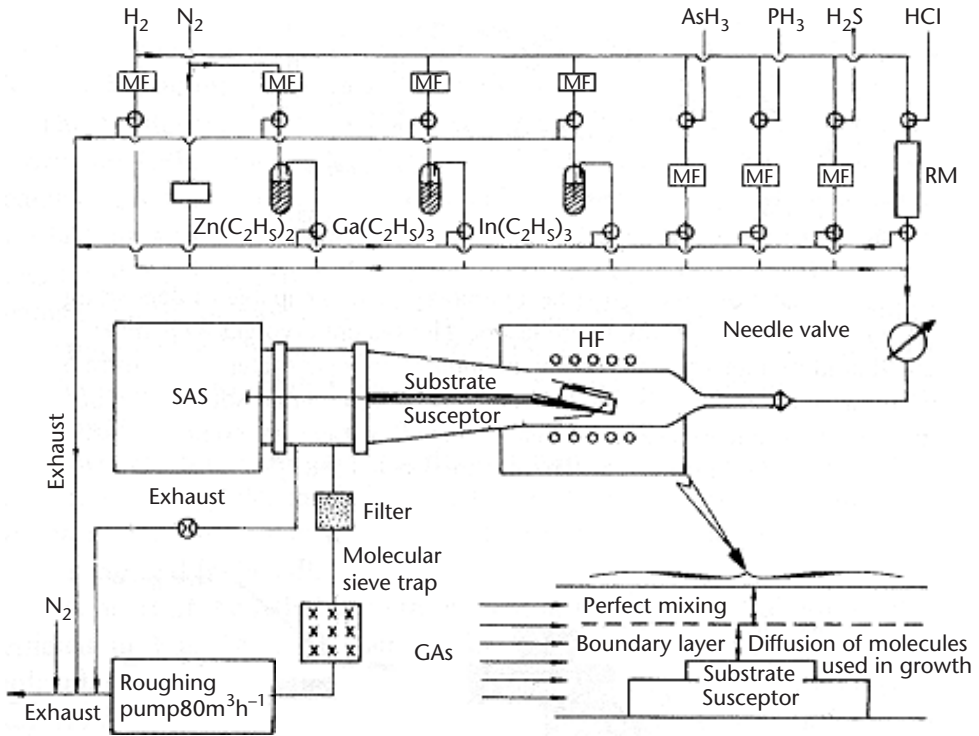 H₂ N₂ AsH₃ PH₃ H₂S HCl
MF MF MF MF
MF MF MF RM
Zn(C₂H₅)₂ Ga(C₂H₅)₃ In(C₂H₅)₃
Needle valve
HF
SAS
Substrate
Susceptor
Exhaust
Exhaust
Filter
Molecular
sieve trap
N₂
Roughing
pump80m³h⁻¹
Exhaust
GAs
Perfect mixing
Boundary layer
Diffusion of molecules
used in growth
Substrate
Susceptor